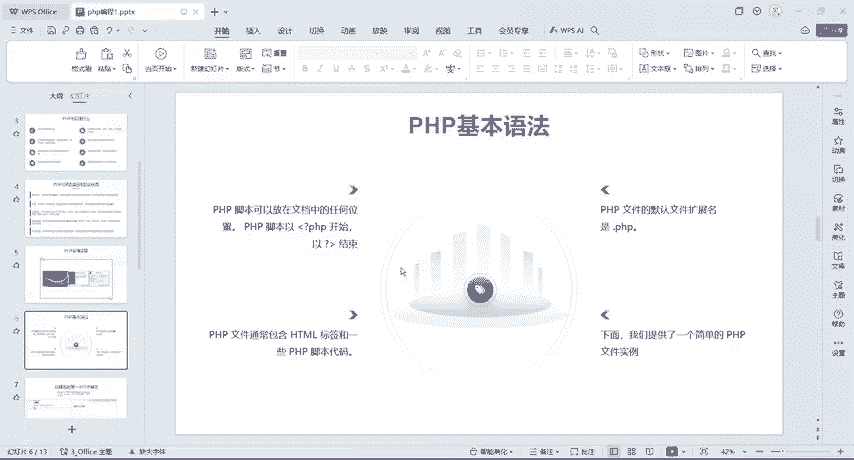 WPS Office
php编程1.pptx
文件
开始
插入
设计
切换
动画
放映
审阅
视图
工具
会员专享
WPS AI
格式刷
粘贴
当页开始
新建幻灯片
版式
重置
节
B I U A S X²
形状
图片
文本框
排列
查找
选择
大纲
幻灯片
3
4
5
6
7
PHP基本语法
PHP 脚本可以放在文档中的任何位
置。 PHP 脚本以 <?php 开始，
以 ?> 结束
PHP 文件的默认文件扩展名
是 .php。
PHP 文件通常包含 HTML 标签和一
些 PHP 脚本代码。
下面，我们提供了一个简单的 PHP
文件实例
属性
动画
切换
素材
美化
文库
主题
帮助
设置
幻灯片 6 / 13
3_Office 主题
缺失字体
智能美化
备注
批注
42%